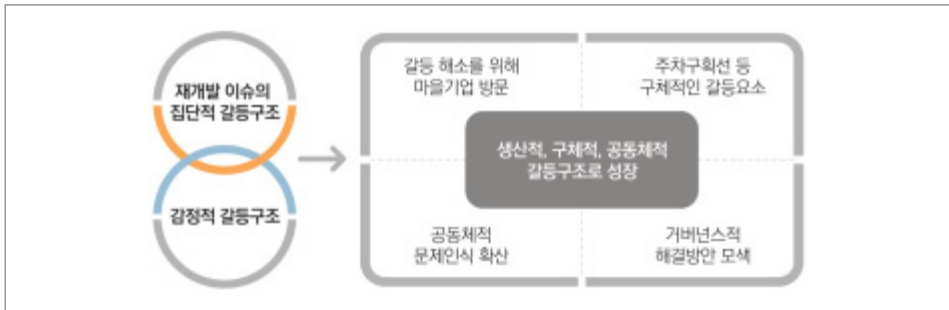 재개발 이슈의
집단적 갈등구조
감정적 갈등구조
갈등 해소를 위해
마을기업 방문
주차구획선 등
구체적인 갈등요소
생산적, 구체적, 공동체적
갈등구조로 성장
공동체적
문제인식 확산
거버넌스적
해결방안 모색